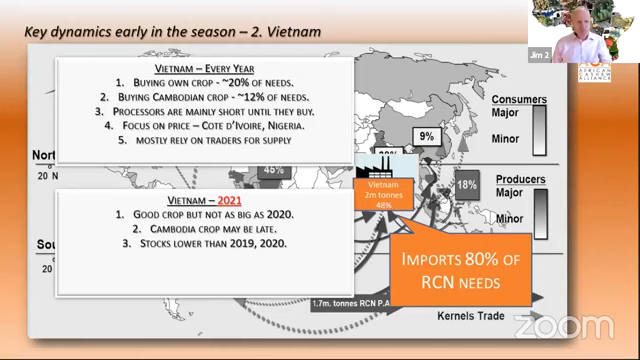 Key dynamics early in the season – 2. Vietnam
Jim 2
AFRICAN
CASHEW
ALLIANCE
VIETNAM – EVERY YEAR
1. BUYING OWN CROP - ~20% OF NEEDS.
2. BUYING CAMBODIAN CROP - ~12% OF NEEDS.
3. PROCESSORS ARE MAINLY SHORT UNTIL THEY BUY.
4. FOCUS ON PRICE – COTE D'IVOIRE, NIGERIA.
5. MOSTLY RELY ON TRADERS FOR SUPPLY
VIETNAM – 2021
1. GOOD CROP BUT NOT AS BIG AS 2020.
2. CAMBODIA CROP MAY BE LATE.
3. STOCKS LOWER THAN 2019, 2020.
Consumers
Major
Minor
9%
Producers
Major
Minor
18%
Vietnam
2m tonnes
48%
IMPORTS 80% OF
RCN NEEDS
20 N
20
1.7m. tonnes RCN P.A
Kernels Trade
zoom